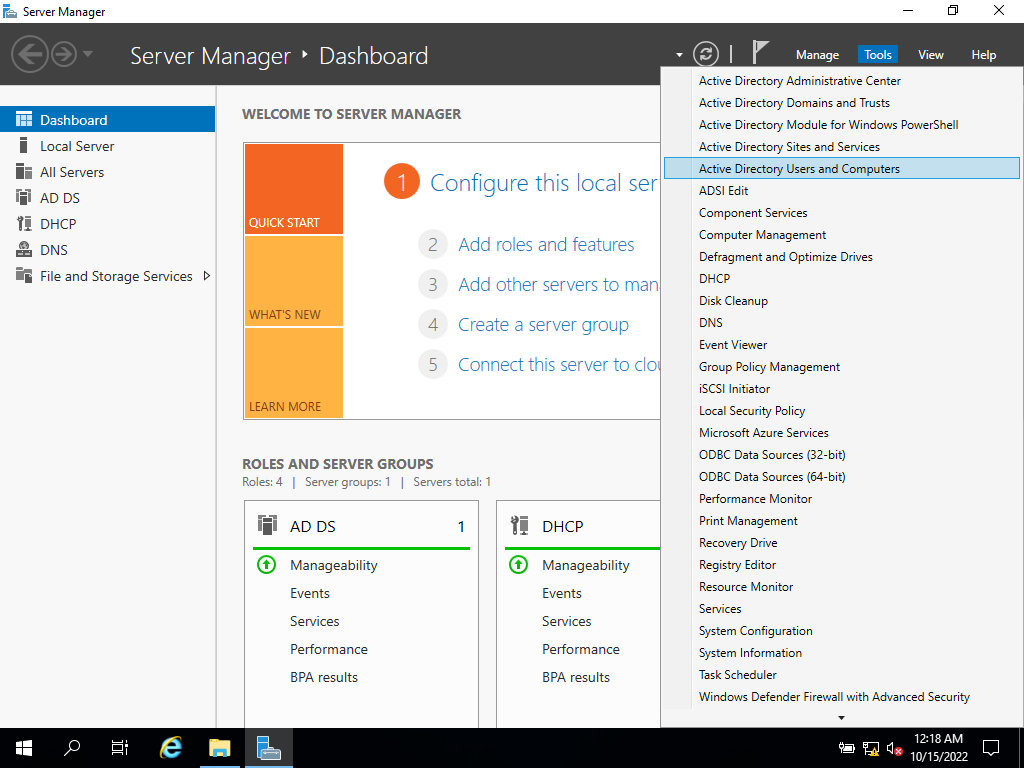 Server Manager
Server Manager Dashboard
Manage Tools View Help
Dashboard
Local Server
All Servers
AD DS
DHCP
DNS
File and Storage Services
WELCOME TO SERVER MANAGER
QUICK START
WHAT'S NEW
LEARN MORE
1 Configure this local ser
2 Add roles and features
3 Add other servers to mana
4 Create a server group
5 Connect this server to clou
ROLES AND SERVER GROUPS
Roles: 4 | Server groups: 1 | Servers total: 1
AD DS 1
Manageability
Events
Services
Performance
BPA results
DHCP
Manageability
Events
Services
Performance
BPA results
Active Directory Administrative Center
Active Directory Domains and Trusts
Active Directory Module for Windows PowerShell
Active Directory Sites and Services
Active Directory Users and Computers
ADSI Edit
Component Services
Computer Management
Defragment and Optimize Drives
DHCP
Disk Cleanup
DNS
Event Viewer
Group Policy Management
iSCSI Initiator
Local Security Policy
Microsoft Azure Services
ODBC Data Sources (32-bit)
ODBC Data Sources (64-bit)
Performance Monitor
Print Management
Recovery Drive
Registry Editor
Resource Monitor
Services
System Configuration
System Information
Task Scheduler
Windows Defender Firewall with Advanced Security
12:18 AM
10/15/2022